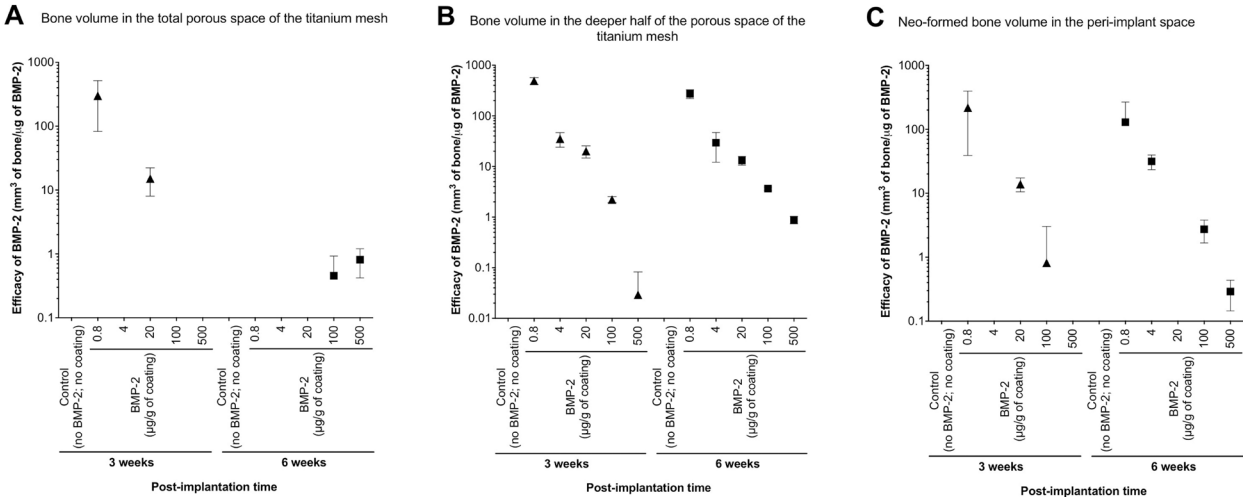 A
Bone volume in the total porous space of the titanium mesh
Efficacy of BMP-2 (mm³ of bone/µg of BMP-2)
1000
100
10
1
0.1
Control
(no BMP-2; no coating)
0.8
4
20
100
500
Control
(no BMP-2; no coating)
0.8
4
20
100
500
BMP-2
(µg/g of coating)
BMP-2
(µg/g of coating)
3 weeks
6 weeks
Post-implantation time
B
Bone volume in the deeper half of the porous space of the
titanium mesh
Efficacy of BMP-2 (mm³ of bone/µg of BMP-2)
1000
100
10
1
0.1
0.01
Control
(no BMP-2; no coating)
0.8
4
20
100
500
Control
(no BMP-2; no coating)
0.8
4
20
100
500
BMP-2
(µg/g of coating)
BMP-2
(µg/g of coating)
3 weeks
6 weeks
Post-implantation time
C
Neo-formed bone volume in the peri-implant space
Efficacy of BMP-2 (mm³ of bone/µg of BMP-2)
1000
100
10
1
0.1
Control
(no BMP-2; no coating)
0.8
4
20
100
500
Control
(no BMP-2; no coating)
0.8
4
20
100
500
BMP-2
(µg/g of coating)
BMP-2
(µg/g of coating)
3 weeks
6 weeks
Post-implantation time